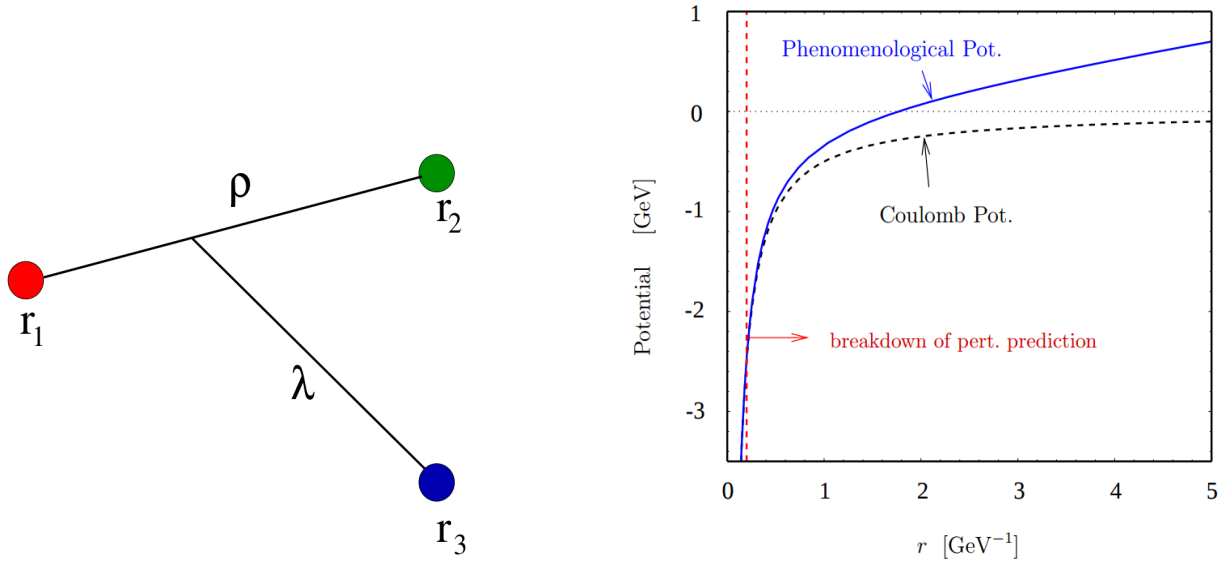 ρ
r₂
r₁
λ
r₃
1
Phenomenological Pot.
0
Coulomb Pot.
-1
Potential [GeV]
-2
breakdown of pert. prediction
-3
0 1 2 3 4 5
r [GeV⁻¹]